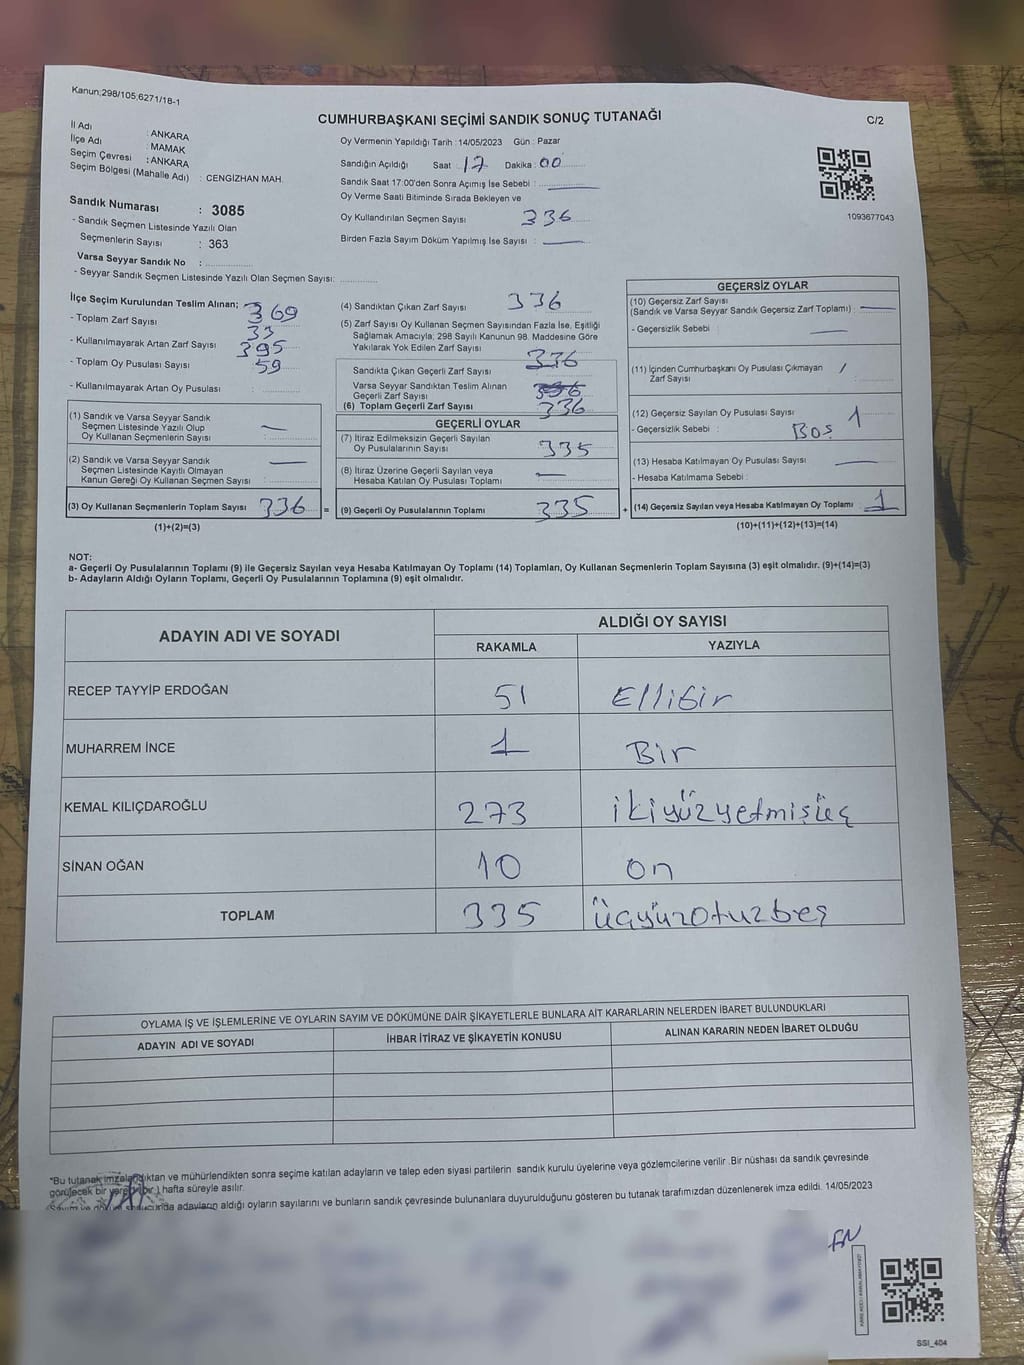 Kanun;298/105;6271/18-1
CUMHURBAŞKANI SEÇİMİ SANDIK SONUÇ TUTANAĞI
C/2
İl Adı : ANKARA
İlçe Adı : MAMAK
Seçim Çevresi : ANKARA
Seçim Bölgesi (Mahalle Adı) : CENGİZHAN MAH.
Sandık Numarası : 3085
- Sandık Seçmen Listesinde Yazılı Olan
Seçmenlerin Sayısı : 363
Varsa Seyyar Sandık No :
- Seyyar Sandık Seçmen Listesinde Yazılı Olan Seçmen Sayısı:
Oy Vermenin Yapıldığı Tarih : 14/05/2023 Gün : Pazar
Sandığın Açıldığı Saat : 17 Dakika : 00
Sandık Saat 17:00'den Sonra Açımış İse Sebebi :
Oy Verme Saati Bitiminde Sırada Bekleyen ve
Oy Kullandırılan Seçmen Sayısı 336
Birden Fazla Sayım Döküm Yapılmış İse Sayısı :
1093677043
İlçe Seçim Kurulundan Teslim Alınan;
- Toplam Zarf Sayısı 369
- Kullanılmayarak Artan Zarf Sayısı 33
- Toplam Oy Pusulası Sayısı 395
- Kullanılmayarak Artan Oy Pusulası 59
(1) Sandık ve Varsa Seyyar Sandık
Seçmen Listesinde Yazılı Olup
Oy Kullanan Seçmenlerin Sayısı :
(2) Sandık ve Varsa Seyyar Sandık
Seçmen Listesinde Kayıtlı Olmayan
Kanun Gereği Oy Kullanan Seçmen Sayısı :
(3) Oy Kullanan Seçmenlerin Toplam Sayısı 336 =
(1)+(2)=(3)
(4) Sandıktan Çıkan Zarf Sayısı 336
(5) Zarf Sayısı Oy Kullanan Seçmen Sayısından Fazla İse, Eşitliği
Sağlamak Amacıyla; 298 Sayılı Kanunun 98. Maddesine Göre
Yakılarak Yok Edilen Zarf Sayısı
Sandıkta Çıkan Geçerli Zarf Sayısı 336
Varsa Seyyar Sandıktan Teslim Alınan
Geçerli Zarf Sayısı
(6) Toplam Geçerli Zarf Sayısı 336
GEÇERLİ OYLAR
(7) İtiraz Edilmeksizin Geçerli Sayılan
Oy Pusulalarının Sayısı 335
(8) İtiraz Üzerine Geçerli Sayılan veya
Hesaba Katılan Oy Pusulası Toplamı
(9) Geçerli Oy Pusulalarının Toplamı 335 +
GEÇERSİZ OYLAR
(10) Geçersiz Zarf Sayısı
(Sandık ve Varsa Seyyar Sandık Geçersiz Zarf Toplamı) :
- Geçersizlik Sebebi :
(11) İçinden Cumhurbaşkanı Oy Pusulası Çıkmayan
Zarf Sayısı :
(12) Geçersiz Sayılan Oy Pusulası Sayısı 1
- Geçersizlik Sebebi : Boş
(13) Hesaba Katılmayan Oy Pusulası Sayısı
- Hesaba Katılmama Sebebi :
(14) Geçersiz Sayılan veya Hesaba Katılmayan Oy Toplamı : 1
(10)+(11)+(12)+(13)=(14)
NOT:
a- Geçerli Oy Pusulalarının Toplamı (9) ile Geçersiz Sayılan veya Hesaba Katılmayan Oy Toplamı (14) Toplamları, Oy Kullanan Seçmenlerin Toplam Sayısına (3) eşit olmalıdır. (9)+(14)=(3)
b- Adayların Aldığı Oyların Toplamı, Geçerli Oy Pusulalarının Toplamına (9) eşit olmalıdır.
ADAYIN ADI VE SOYADI
ALDIĞI OY SAYISI
RAKAMLA YAZIYLA
RECEP TAYYİP ERDOĞAN 51 Ellibir
MUHARREM İNCE 1 Bir
KEMAL KILIÇDAROĞLU 273 ikiyüzyetmişüç
SİNAN OĞAN 10 on
TOPLAM 335 üçyüzotuzbeş
OYLAMA İŞ VE İŞLEMLERİNE VE OYLARIN SAYIM VE DÖKÜMÜNE DAİR ŞİKAYETLERLE BUNLARA AİT KARARLARIN NELERDEN İBARET BULUNDUKLARI
ADAYIN ADI VE SOYADI İHBAR İTİRAZ VE ŞİKAYETİN KONUSU ALINAN KARARIN NEDEN İBARET OLDUĞU
"Bu tutanak imzalandıktan ve mühürlendikten sonra seçime katılan adayların ve talep eden siyasi partilerin sandık kurulu üyelerine veya gözlemcilerine verilir .Bir nüshası da sandık çevresinde
görülecek bir yerde (bir) hafta süreyle asılır.
adayların aldığı oyların sayılarını ve bunların sandık çevresinde bulunanlara duyurulduğunu gösteren bu tutanak tarafımızdan düzenlenerek imza edildi. 14/05/2023
SSI_404